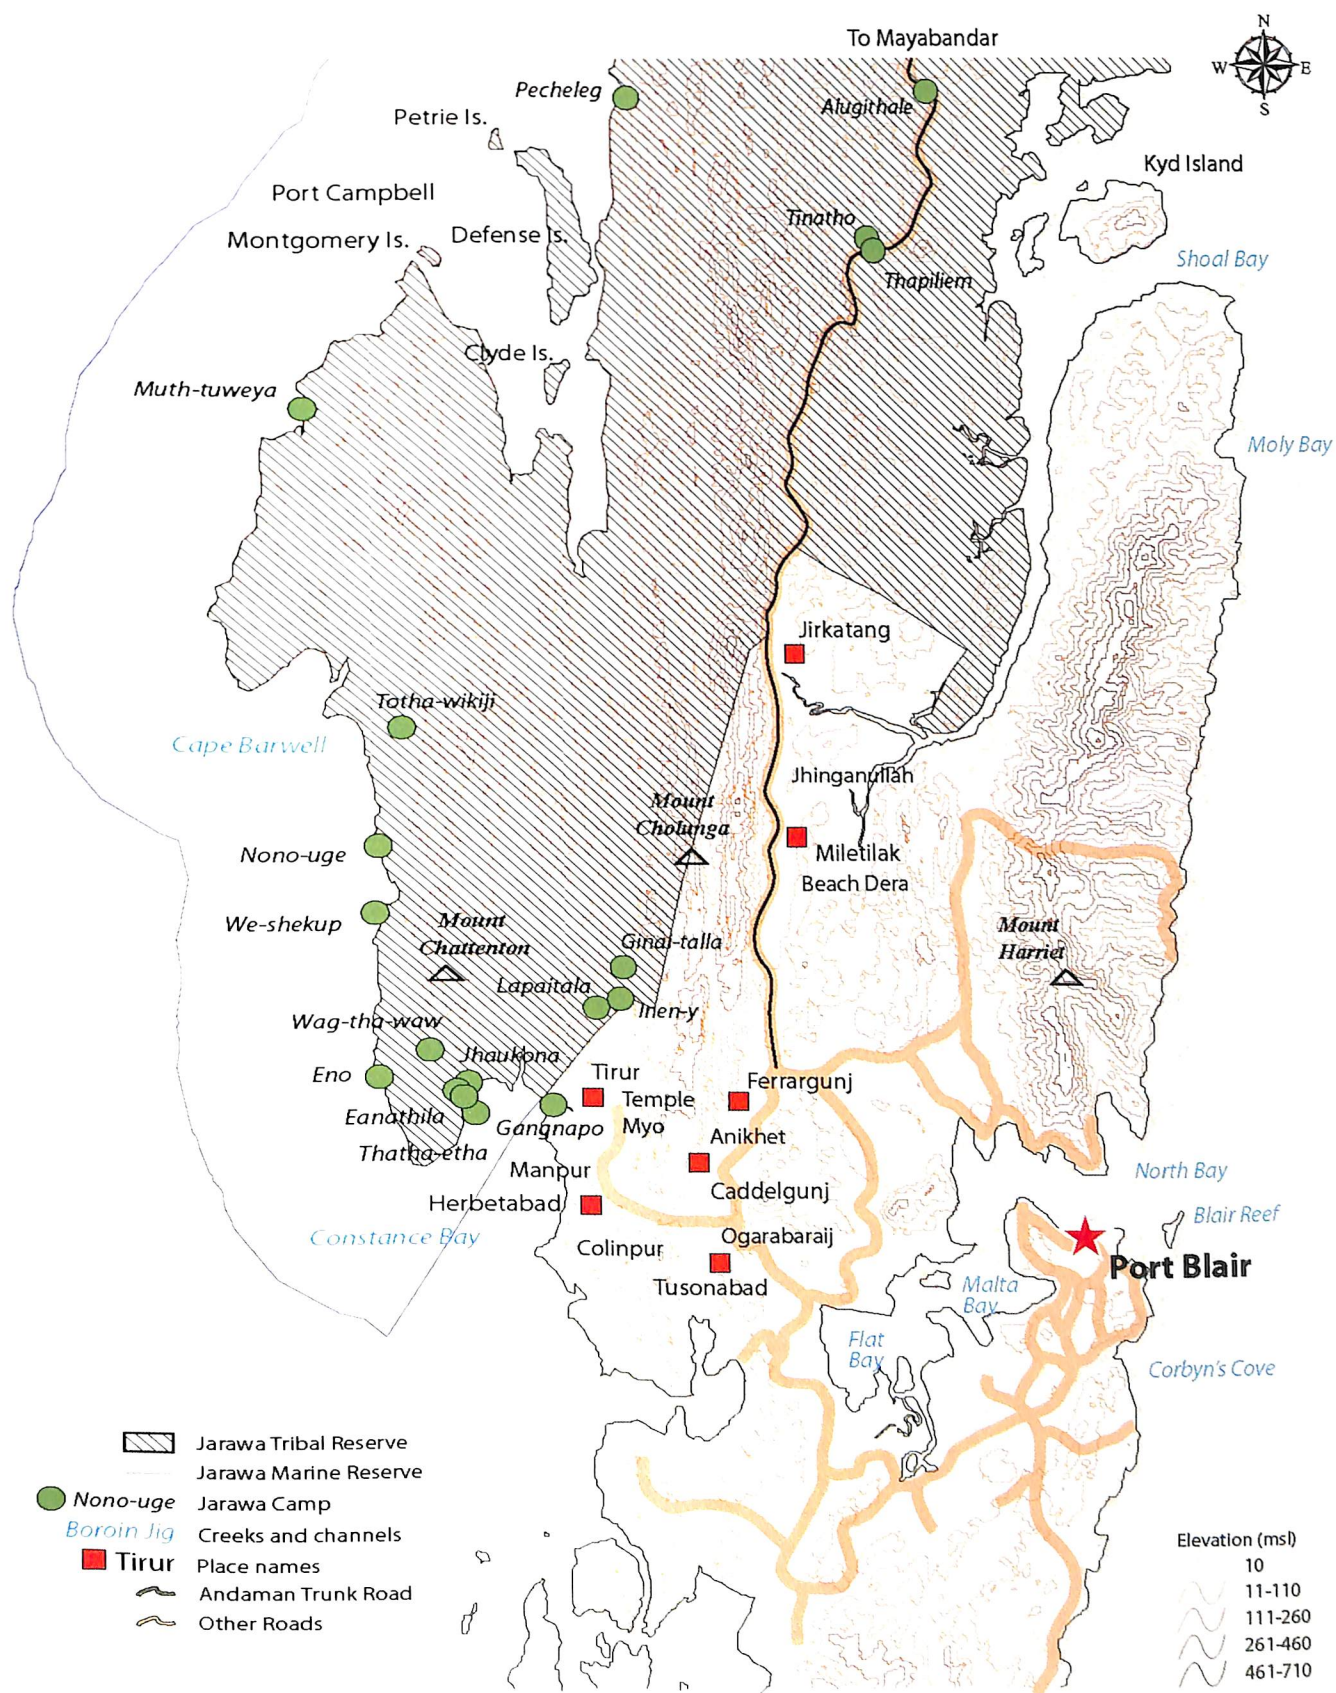 To Mayabandar
N
W
E
S
Pecheleg
Alugithale
Petrie Is.
Kyd Island
Port Campbell
Tinatho
Montgomery Is.
Defense Is.
Shoal Bay
Thapiliem
Clyde Is.
Muth-tuweya
Moly Bay
Jirkatang
Totha-wikiji
Cape Barwell
Jhinganullah
Mount
Cholunga
Nono-uge
Miletilak
Beach Dera
We-shekup
Mount
Chattenton
Mount
Harriet
Ginal-talla
Lapaitala
Inen-y
Wag-tha-waw
Jhaukona
Eno
Tirur
Ferrargunj
Temple
Myo
Eanathila
Gangnapo
Anikhet
Thatha-etha
Manpur
North Bay
Herbetabad
Caddelgunj
Blair Reef
Constance Bay
Colinpur
Ogarabaraij
Port Blair
Tusonabad
Malta
Bay
Flat
Bay
Corbyn's Cove
Jarawa Tribal Reserve
Jarawa Marine Reserve
Nono-uge Jarawa Camp
Boroin Jig Creeks and channels
Tirur Place names
Andaman Trunk Road
Other Roads
Elevation (msl)
10
11-110
111-260
261-460
461-710